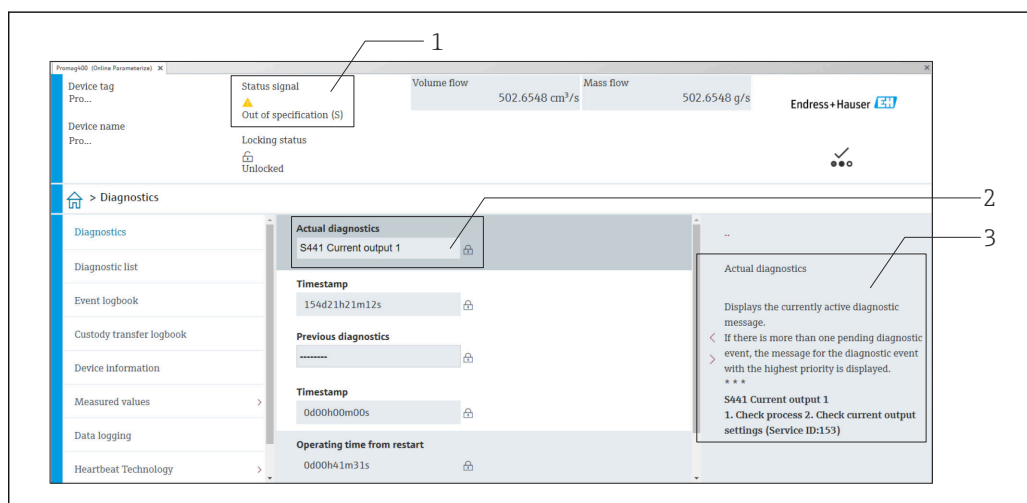 1
Promag400 (Online Parameterize) ×
×
Device tag
Pro...
Device name
Pro...
Status signal
Out of specification (S)
Locking status
Unlocked
Volume flow
502.6548 cm³/s
Mass flow
502.6548 g/s
Endress+Hauser EH
> Diagnostics
2
3
Diagnostics
Diagnostic list
Event logbook
Custody transfer logbook
Device information
Measured values >
Data logging
Heartbeat Technology >
Actual diagnostics
S441 Current output 1
Timestamp
154d21h21m12s
Previous diagnostics
--------
Timestamp
0d00h00m00s
Operating time from restart
0d00h41m31s
..
Actual diagnostics
Displays the currently active diagnostic
message.
If there is more than one pending diagnostic
event, the message for the diagnostic event
with the highest priority is displayed.
* * *
S441 Current output 1
1. Check process 2. Check current output
settings (Service ID:153)